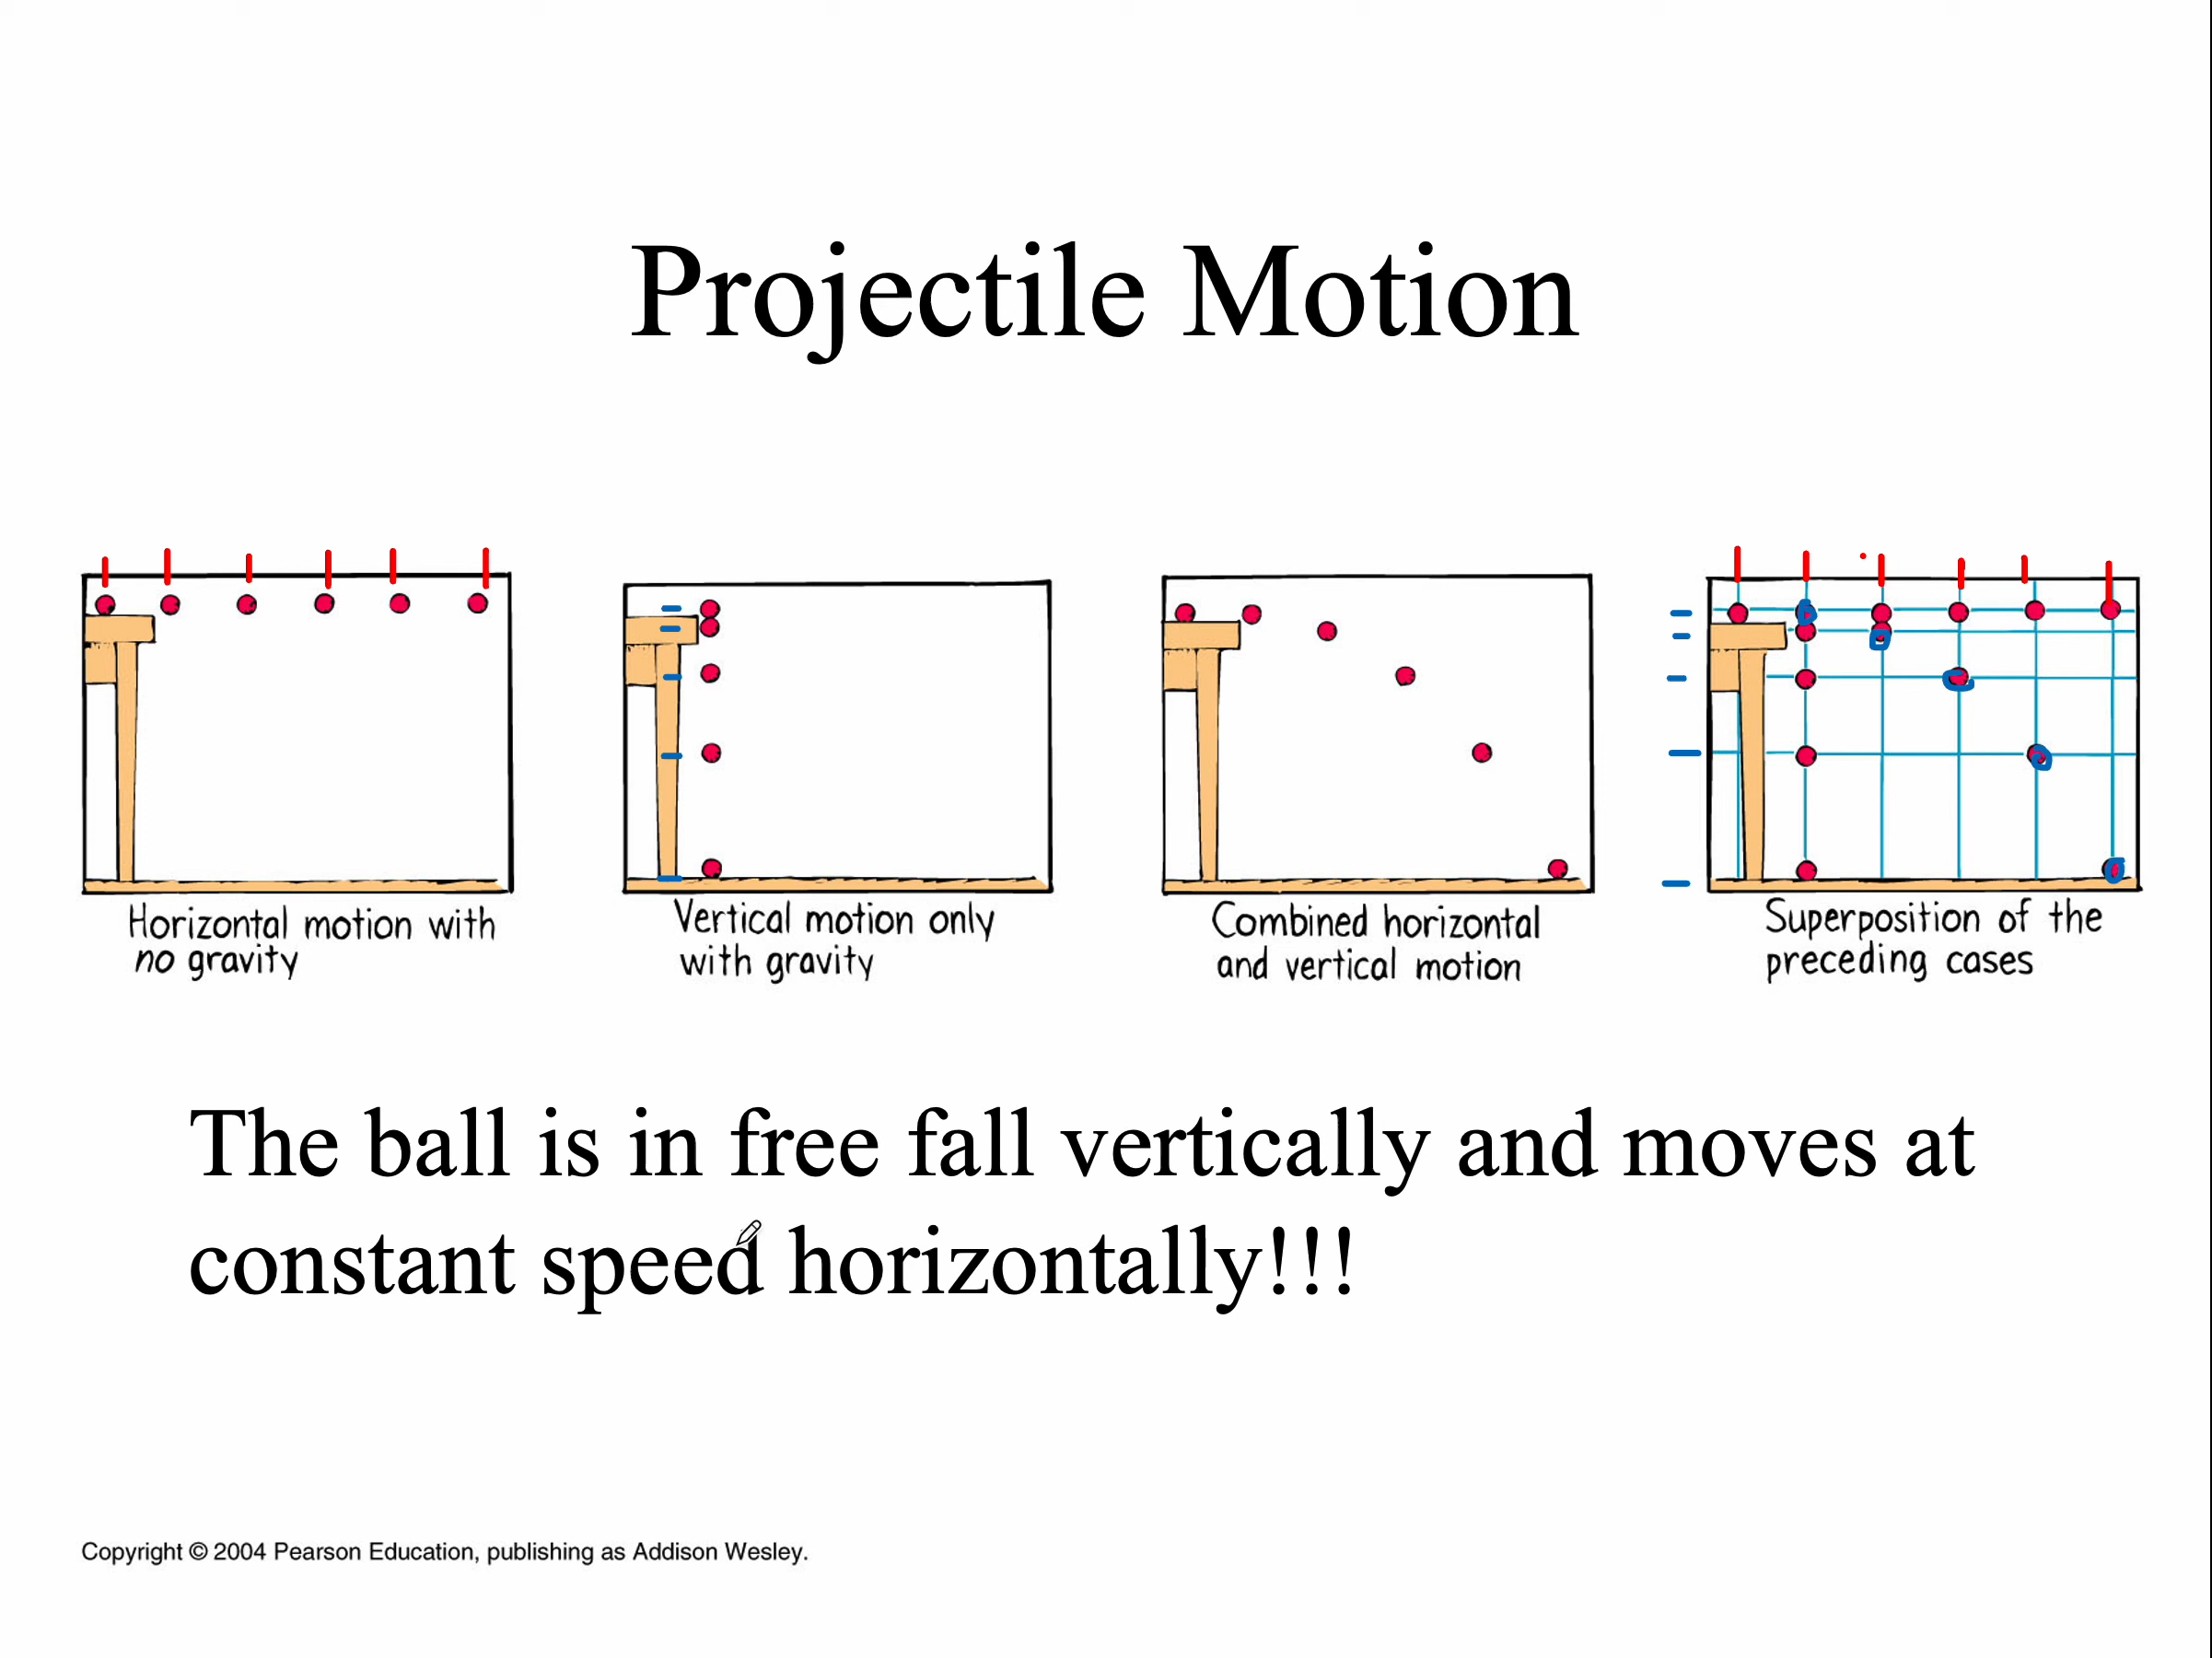 Projectile Motion
Horizontal motion with
no gravity
Vertical motion only
with gravity
Combined horizontal
and vertical motion
Superposition of the
preceding cases
The ball is in free fall vertically and moves at
constant speed horizontally!!!
Copyright © 2004 Pearson Education, publishing as Addison Wesley.